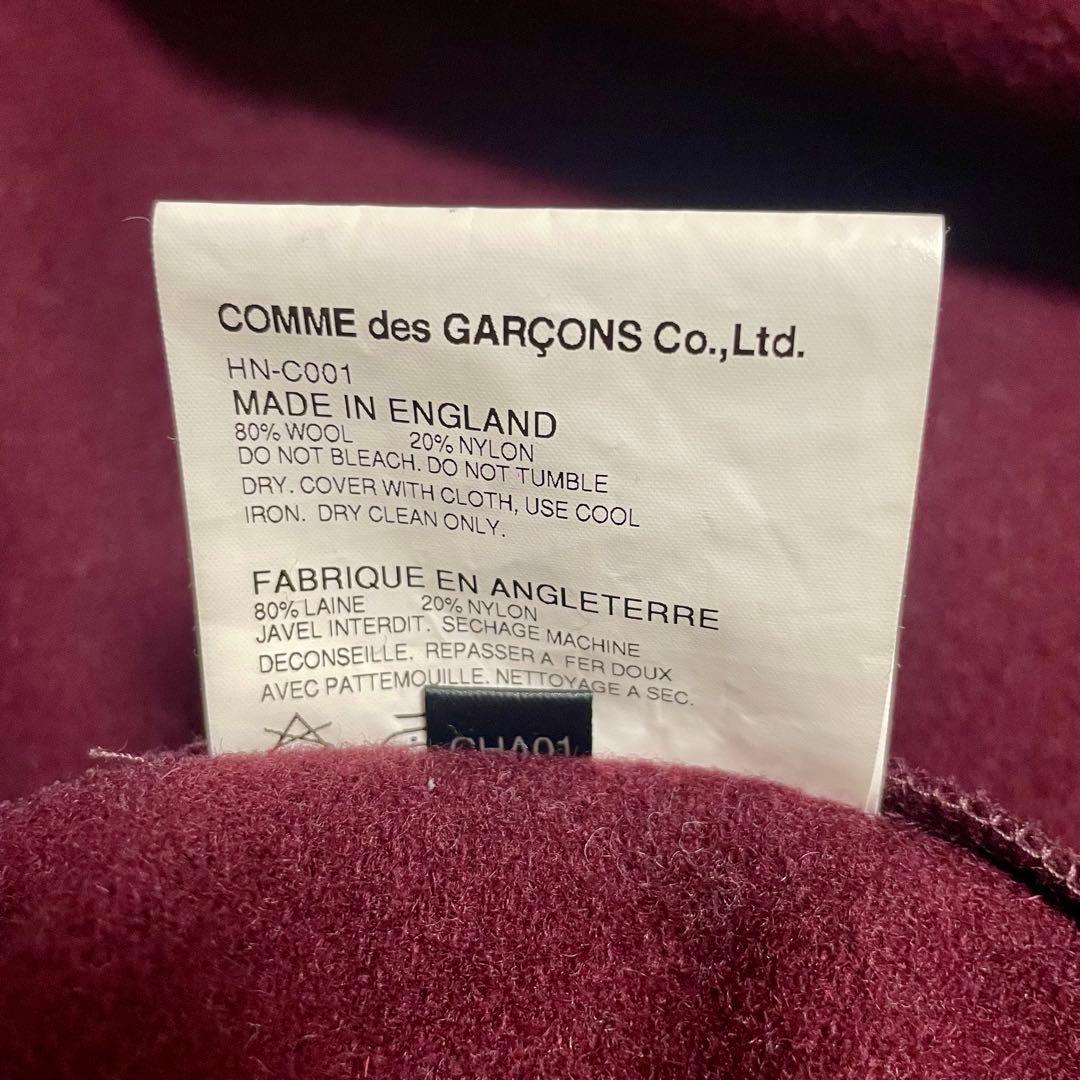 COMME des GARÇONS Co.,Ltd.
HN-C001
MADE IN ENGLAND
80% WOOL 20% NYLON
DO NOT BLEACH. DO NOT TUMBLE
DRY. COVER WITH CLOTH, USE COOL
IRON. DRY CLEAN ONLY.
FABRIQUE EN ANGLETERRE
80% LAINE 20% NYLON
JAVEL INTERDIT. SECHAGE MACHINE
DECONSEILLE. REPASSER A FER DOUX
AVEC PATTEMOUILLE. NETTOYAGE A SEC.
CHA01